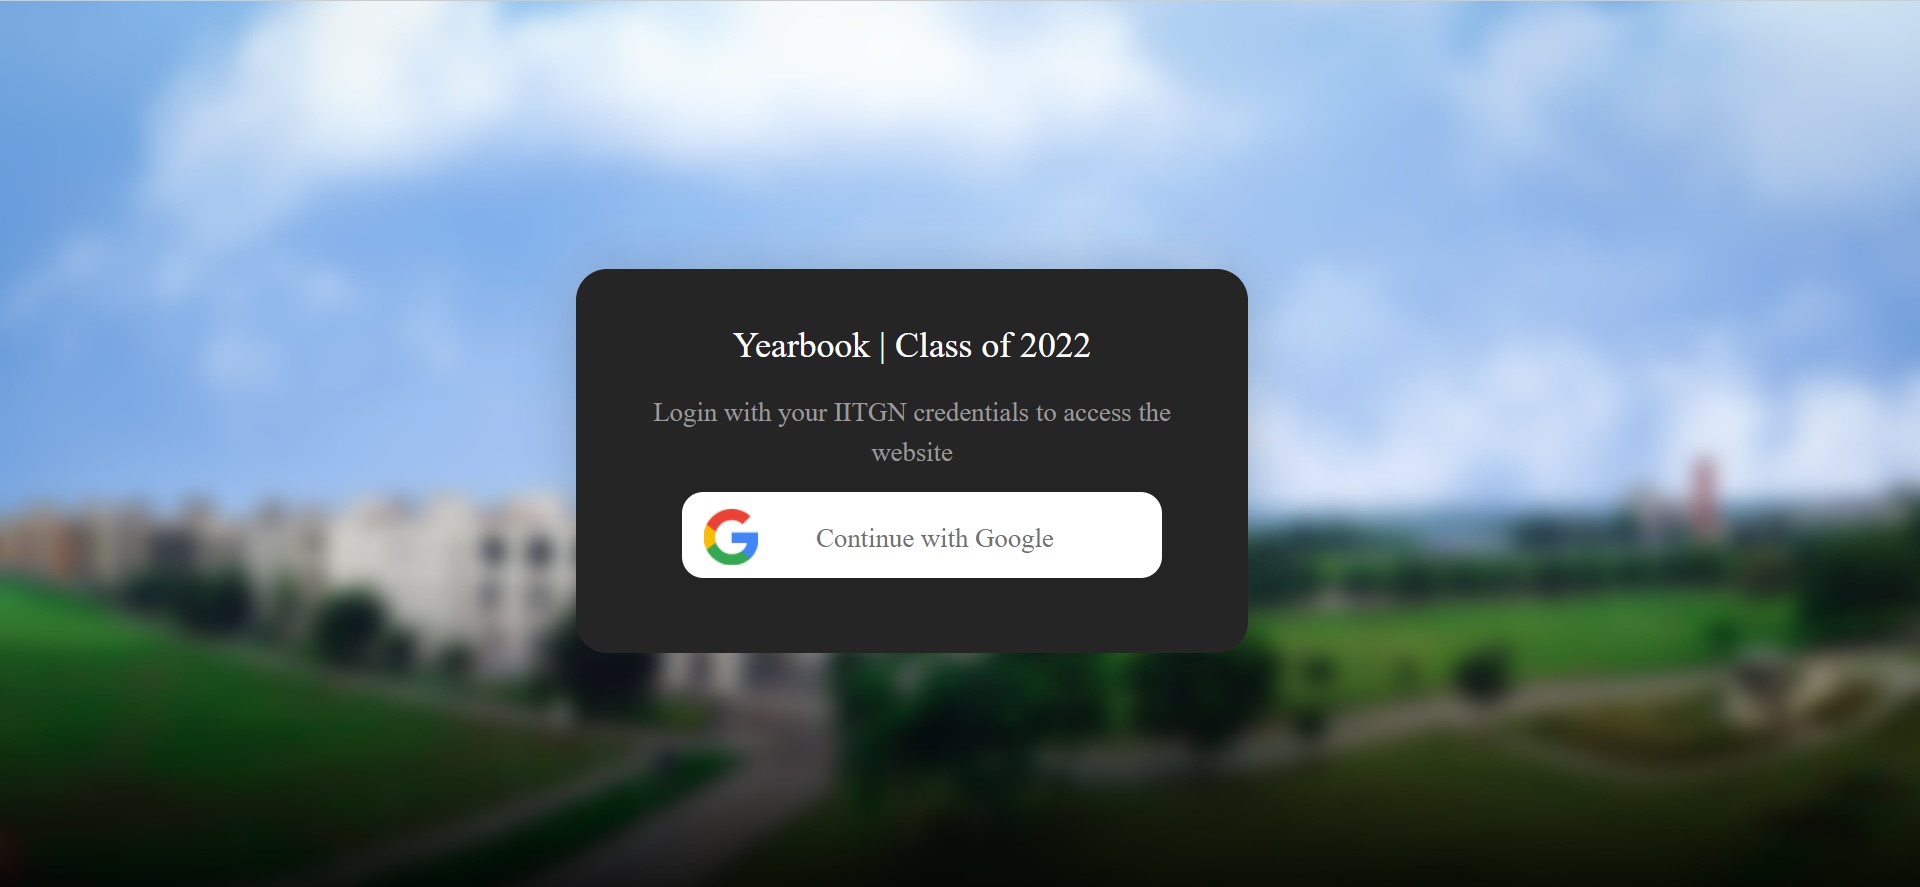 Yearbook | Class of 2022
Login with your IITGN credentials to access the
website
Continue with Google